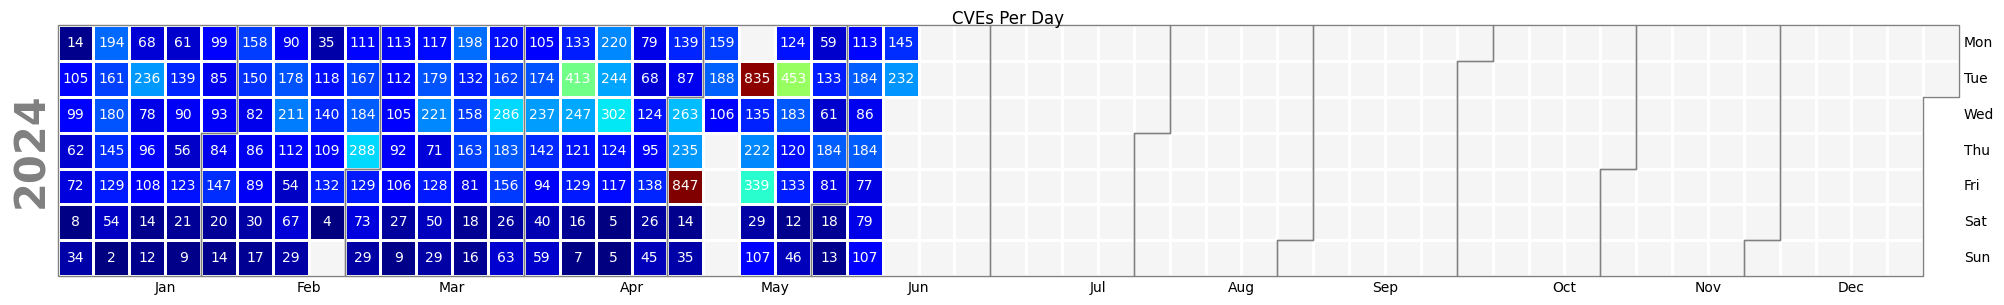 CVEs Per Day
2024
14 194 68 61 99 158 90 35 111 113 117 198 120 105 133 220 79 139 159 124 59 113 145 Mon
105 161 236 139 85 150 178 118 167 112 179 132 162 174 413 244 68 87 188 835 453 133 184 232 Tue
99 180 78 90 93 82 211 140 184 105 221 158 286 237 247 302 124 263 106 135 183 61 86 Wed
62 145 96 56 84 86 112 109 288 92 71 163 183 142 121 124 95 235 222 120 184 184 Thu
72 129 108 123 147 89 54 132 129 106 128 81 156 94 129 117 138 847 339 133 81 77 Fri
8 54 14 21 20 30 67 4 73 27 50 18 26 40 16 5 26 14 29 12 18 79 Sat
34 2 12 9 14 17 29 29 9 29 16 63 59 7 5 45 35 107 46 13 107 Sun
Jan Feb Mar Apr May Jun Jul Aug Sep Oct Nov Dec